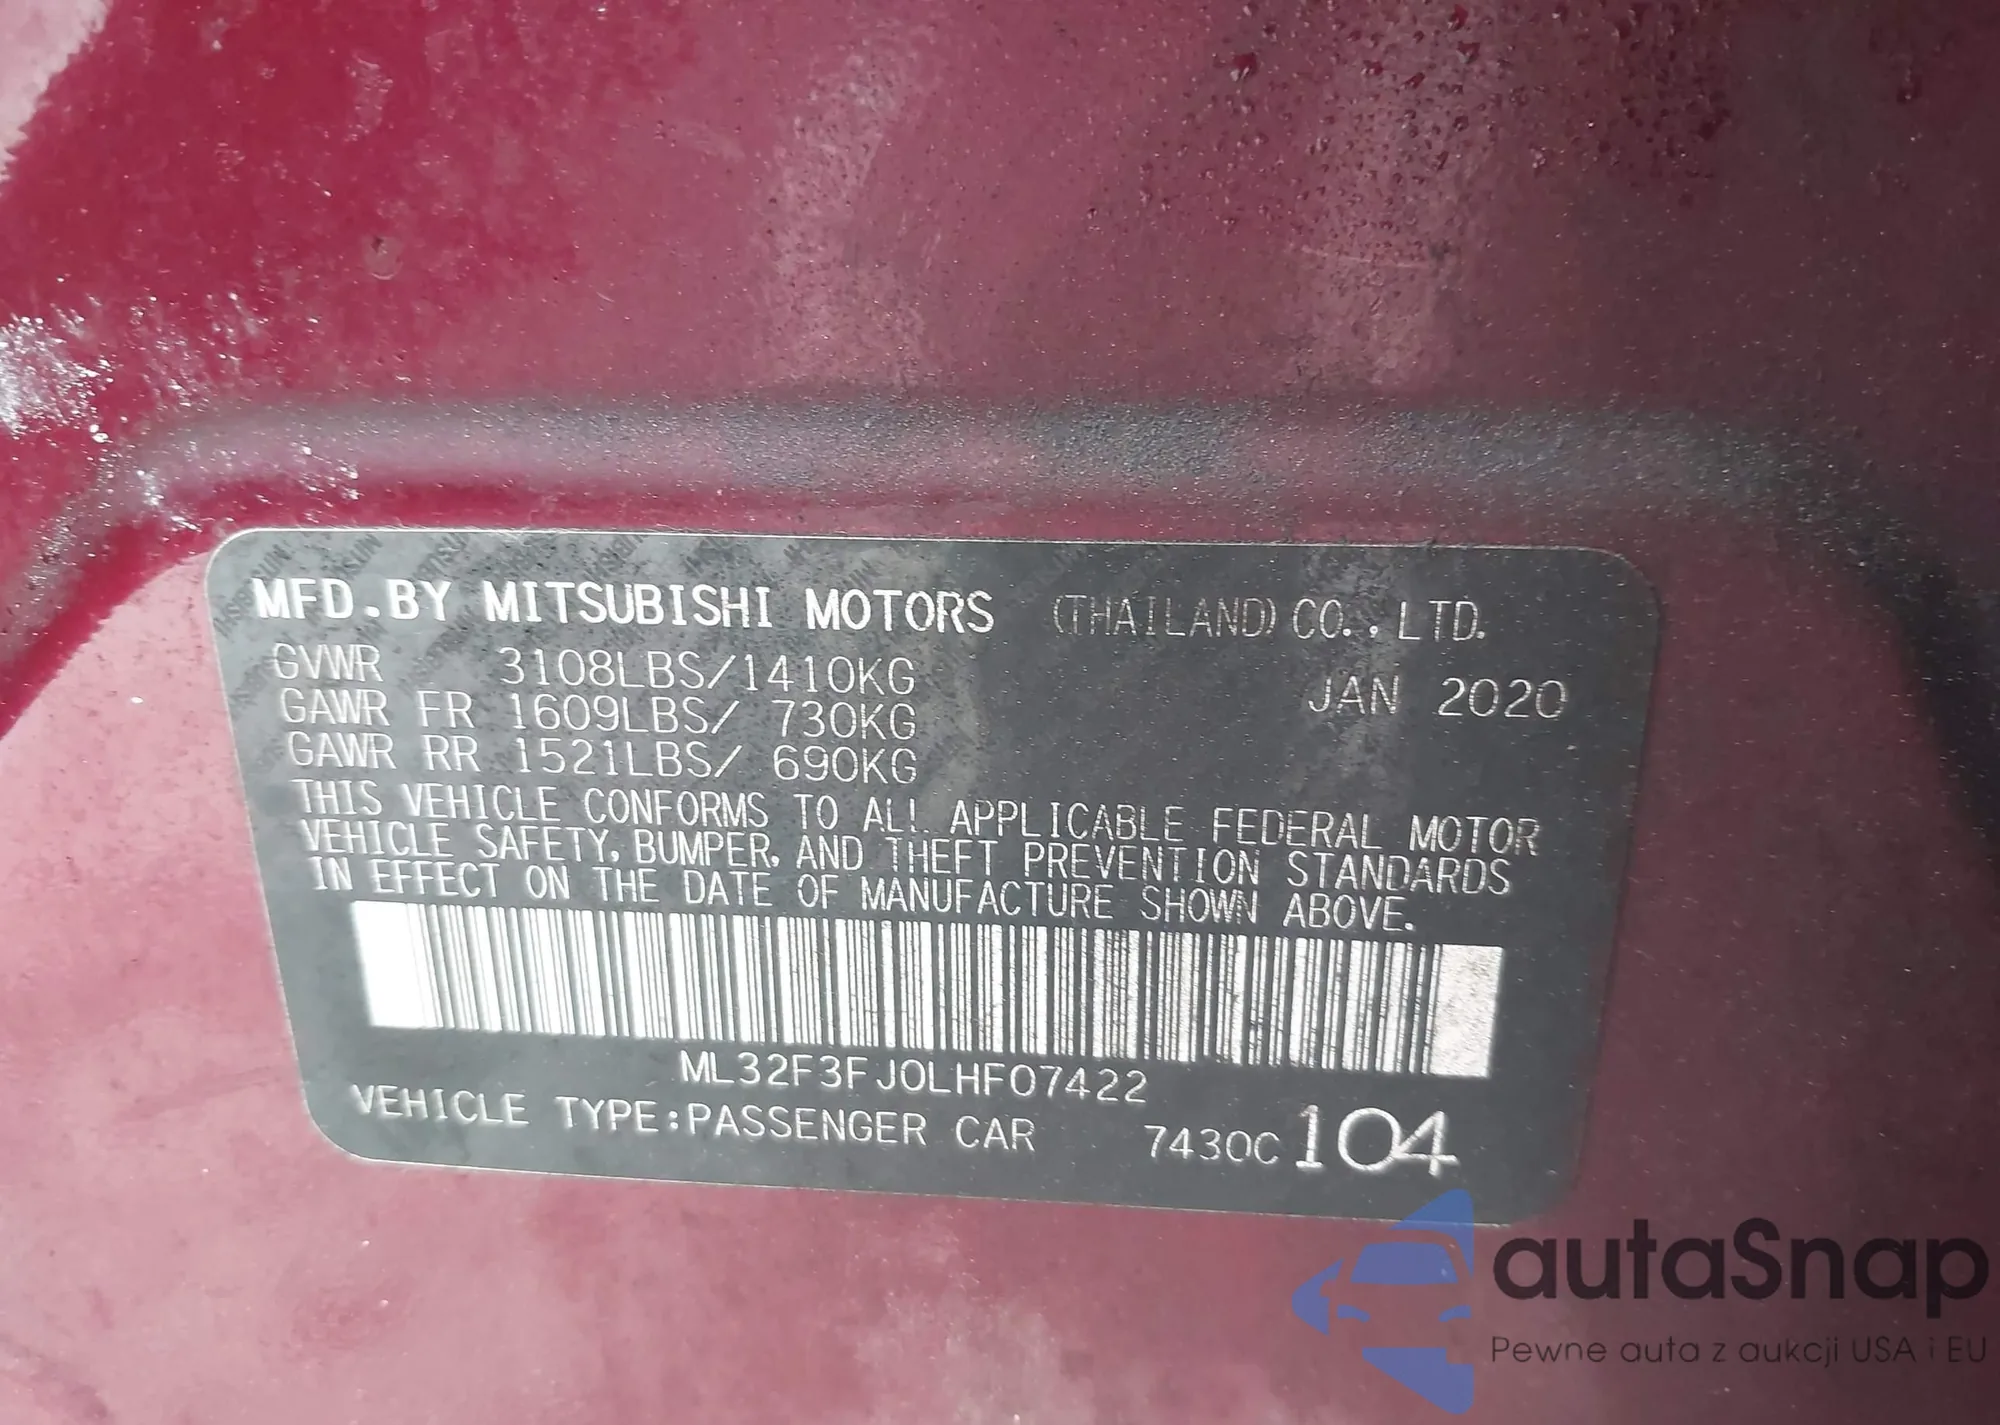 MFD.BY MITSUBISHI MOTORS (THAILAND) CO., LTD.
GVWR 3108LBS/1410KG JAN 2020
GAWR FR 1609LBS/ 730KG
GAWR RR 1521LBS/ 690KG
THIS VEHICLE CONFORMS TO ALL APPLICABLE FEDERAL MOTOR
VEHICLE SAFETY, BUMPER, AND THEFT PREVENTION STANDARDS
IN EFFECT ON THE DATE OF MANUFACTURE SHOWN ABOVE.
ML32F3FJ0LHF07422
VEHICLE TYPE:PASSENGER CAR 7430C 104
autaSnap
Pewne auta z aukcji USA i EU